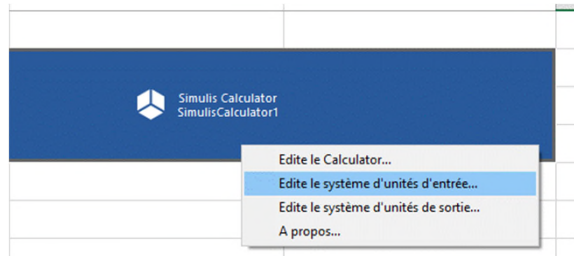 Simulis Calculator
SimulisCalculator1
Edite le Calculator...
Edite le système d'unités d'entrée...
Edite le système d'unités de sortie...
A propos...